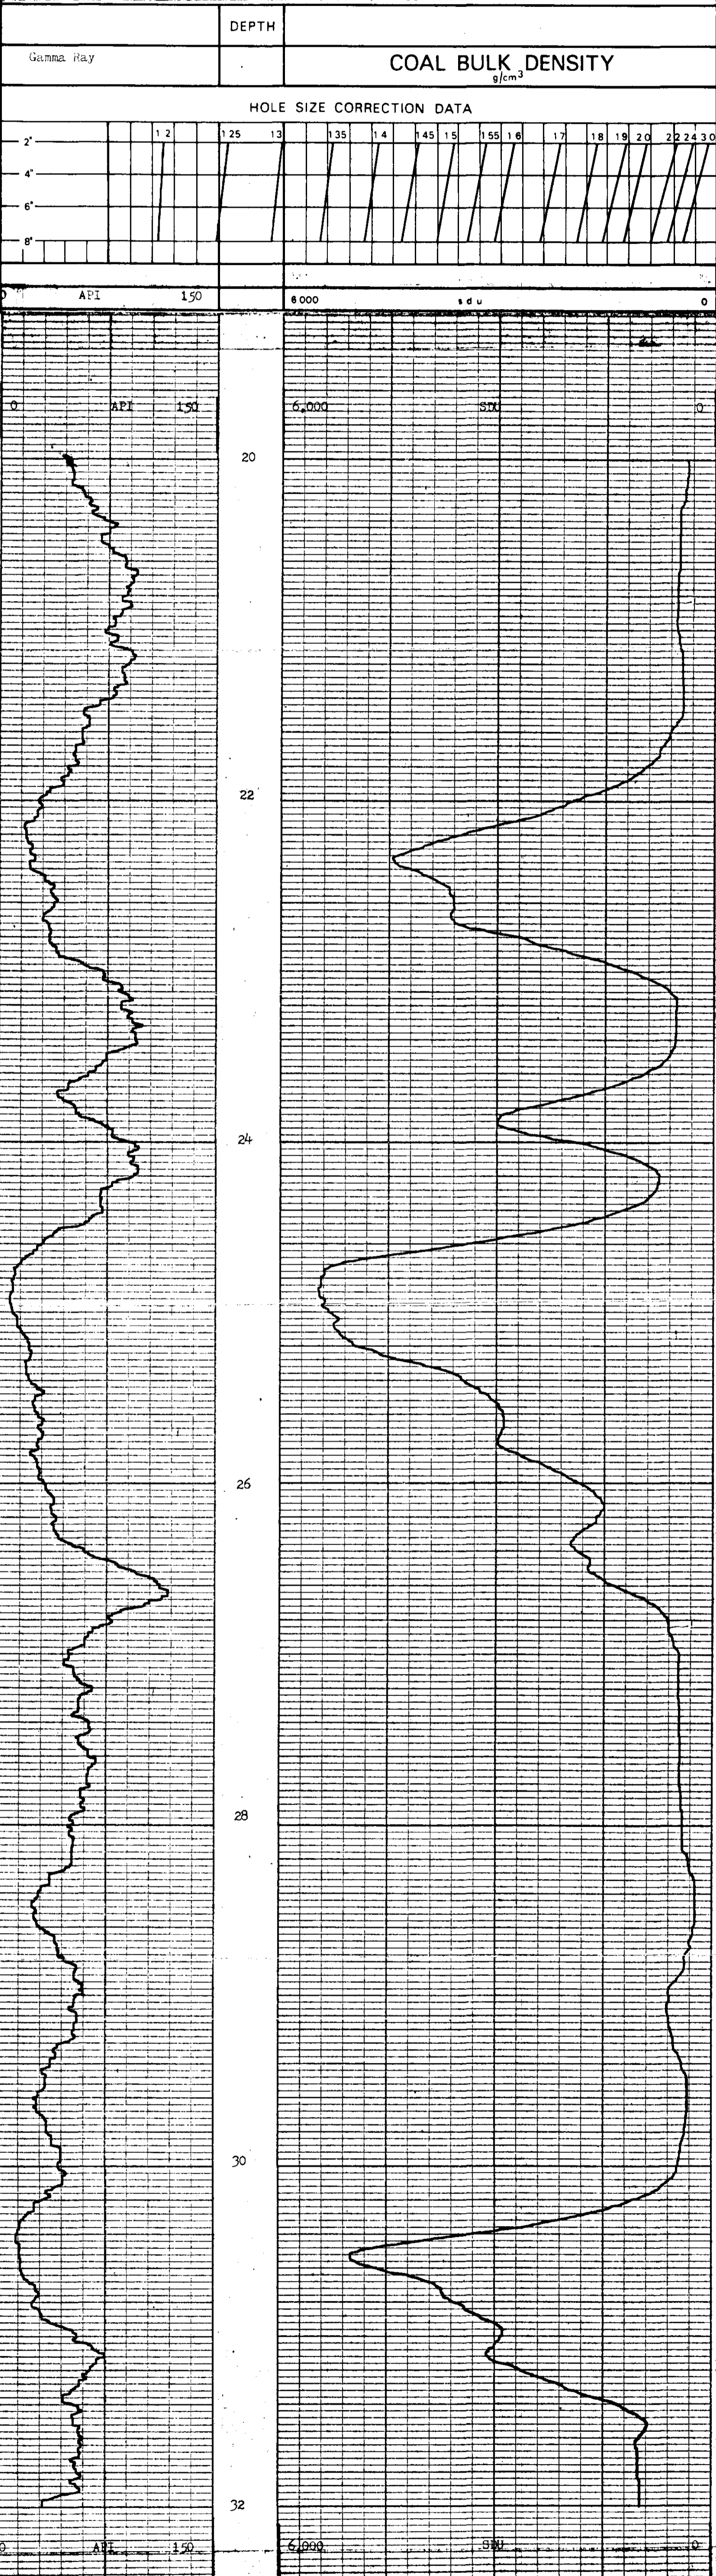 DEPTH
Gamma Ray
COAL BULK DENSITY
g/cm³
HOLE SIZE CORRECTION DATA
1 2 1 25 1 3 1 35 1 4 1 45 1 5 1 55 1 6 1 7 1 8 1 9 2 0 2 2 2 4 3 0
2"
4"
6"
8"
0 API 150 6 000 s d u 0
0 API 150 6,000 SDU 0
20
22
24
26
28
30
32
0 API 150 6,000 SDU 0